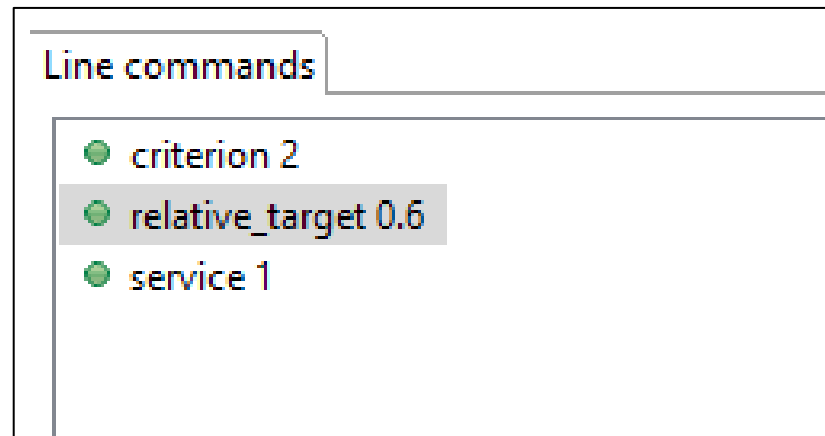 Line commands
criterion 2
relative_target 0.6
service 1